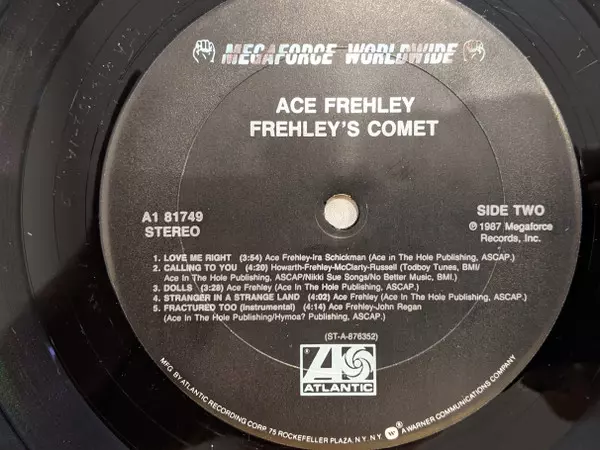 MEGAFORCE WORLDWIDE
ACE FREHLEY
FREHLEY'S COMET
A1 81749
STEREO
SIDE TWO
℗ 1987 Megaforce
Records, Inc.
1. LOVE ME RIGHT (3:54) Ace Frehley-Ira Schickman (Ace in The Hole Publishing, ASCAP.)
2. CALLING TO YOU (4:20) Howarth-Frehley-McClarty-Russell (Todboy Tunes, BMI/
Ace In The Hole Publishing, ASCAP/Nikki Sue Songs/No Better Music, BMI.)
3. DOLLS (3:28) Ace Frehley (Ace In The Hole Publishing, ASCAP.)
4. STRANGER IN A STRANGE LAND (4:02) Ace Frehley (Ace In The Hole Publishing, ASCAP.)
5. FRACTURED TOO (Instrumental) (4:14) Ace Frehley-John Regan
(Ace In The Hole Publishing/Hymoa? Publishing, ASCAP.)
(ST-A-876352)
ATLANTIC
MFG. BY ATLANTIC RECORDING CORP. 75 ROCKEFELLER PLAZA, N.Y. N.Y. A WARNER COMMUNICATIONS COMPANY